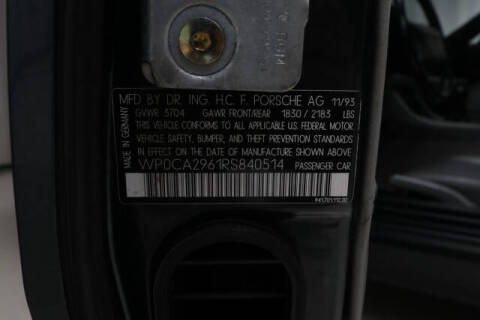 MFD BY DR. ING. H.C. F. PORSCHE AG 11/93
GVWR 3704 GAWR FRONT/REAR 1830 / 2183 LBS
THIS VEHICLE CONFORMS TO ALL APPLICABLE U.S. FEDERAL MOTOR
VEHICLE SAFETY, BUMPER, AND THEFT PREVENTION STANDARDS IN
EFFECT ON THE DATE OF MANUFACTURE SHOWN ABOVE.
WP0CA2961RS840514 PASSENGER CAR
MADE IN GERMANY